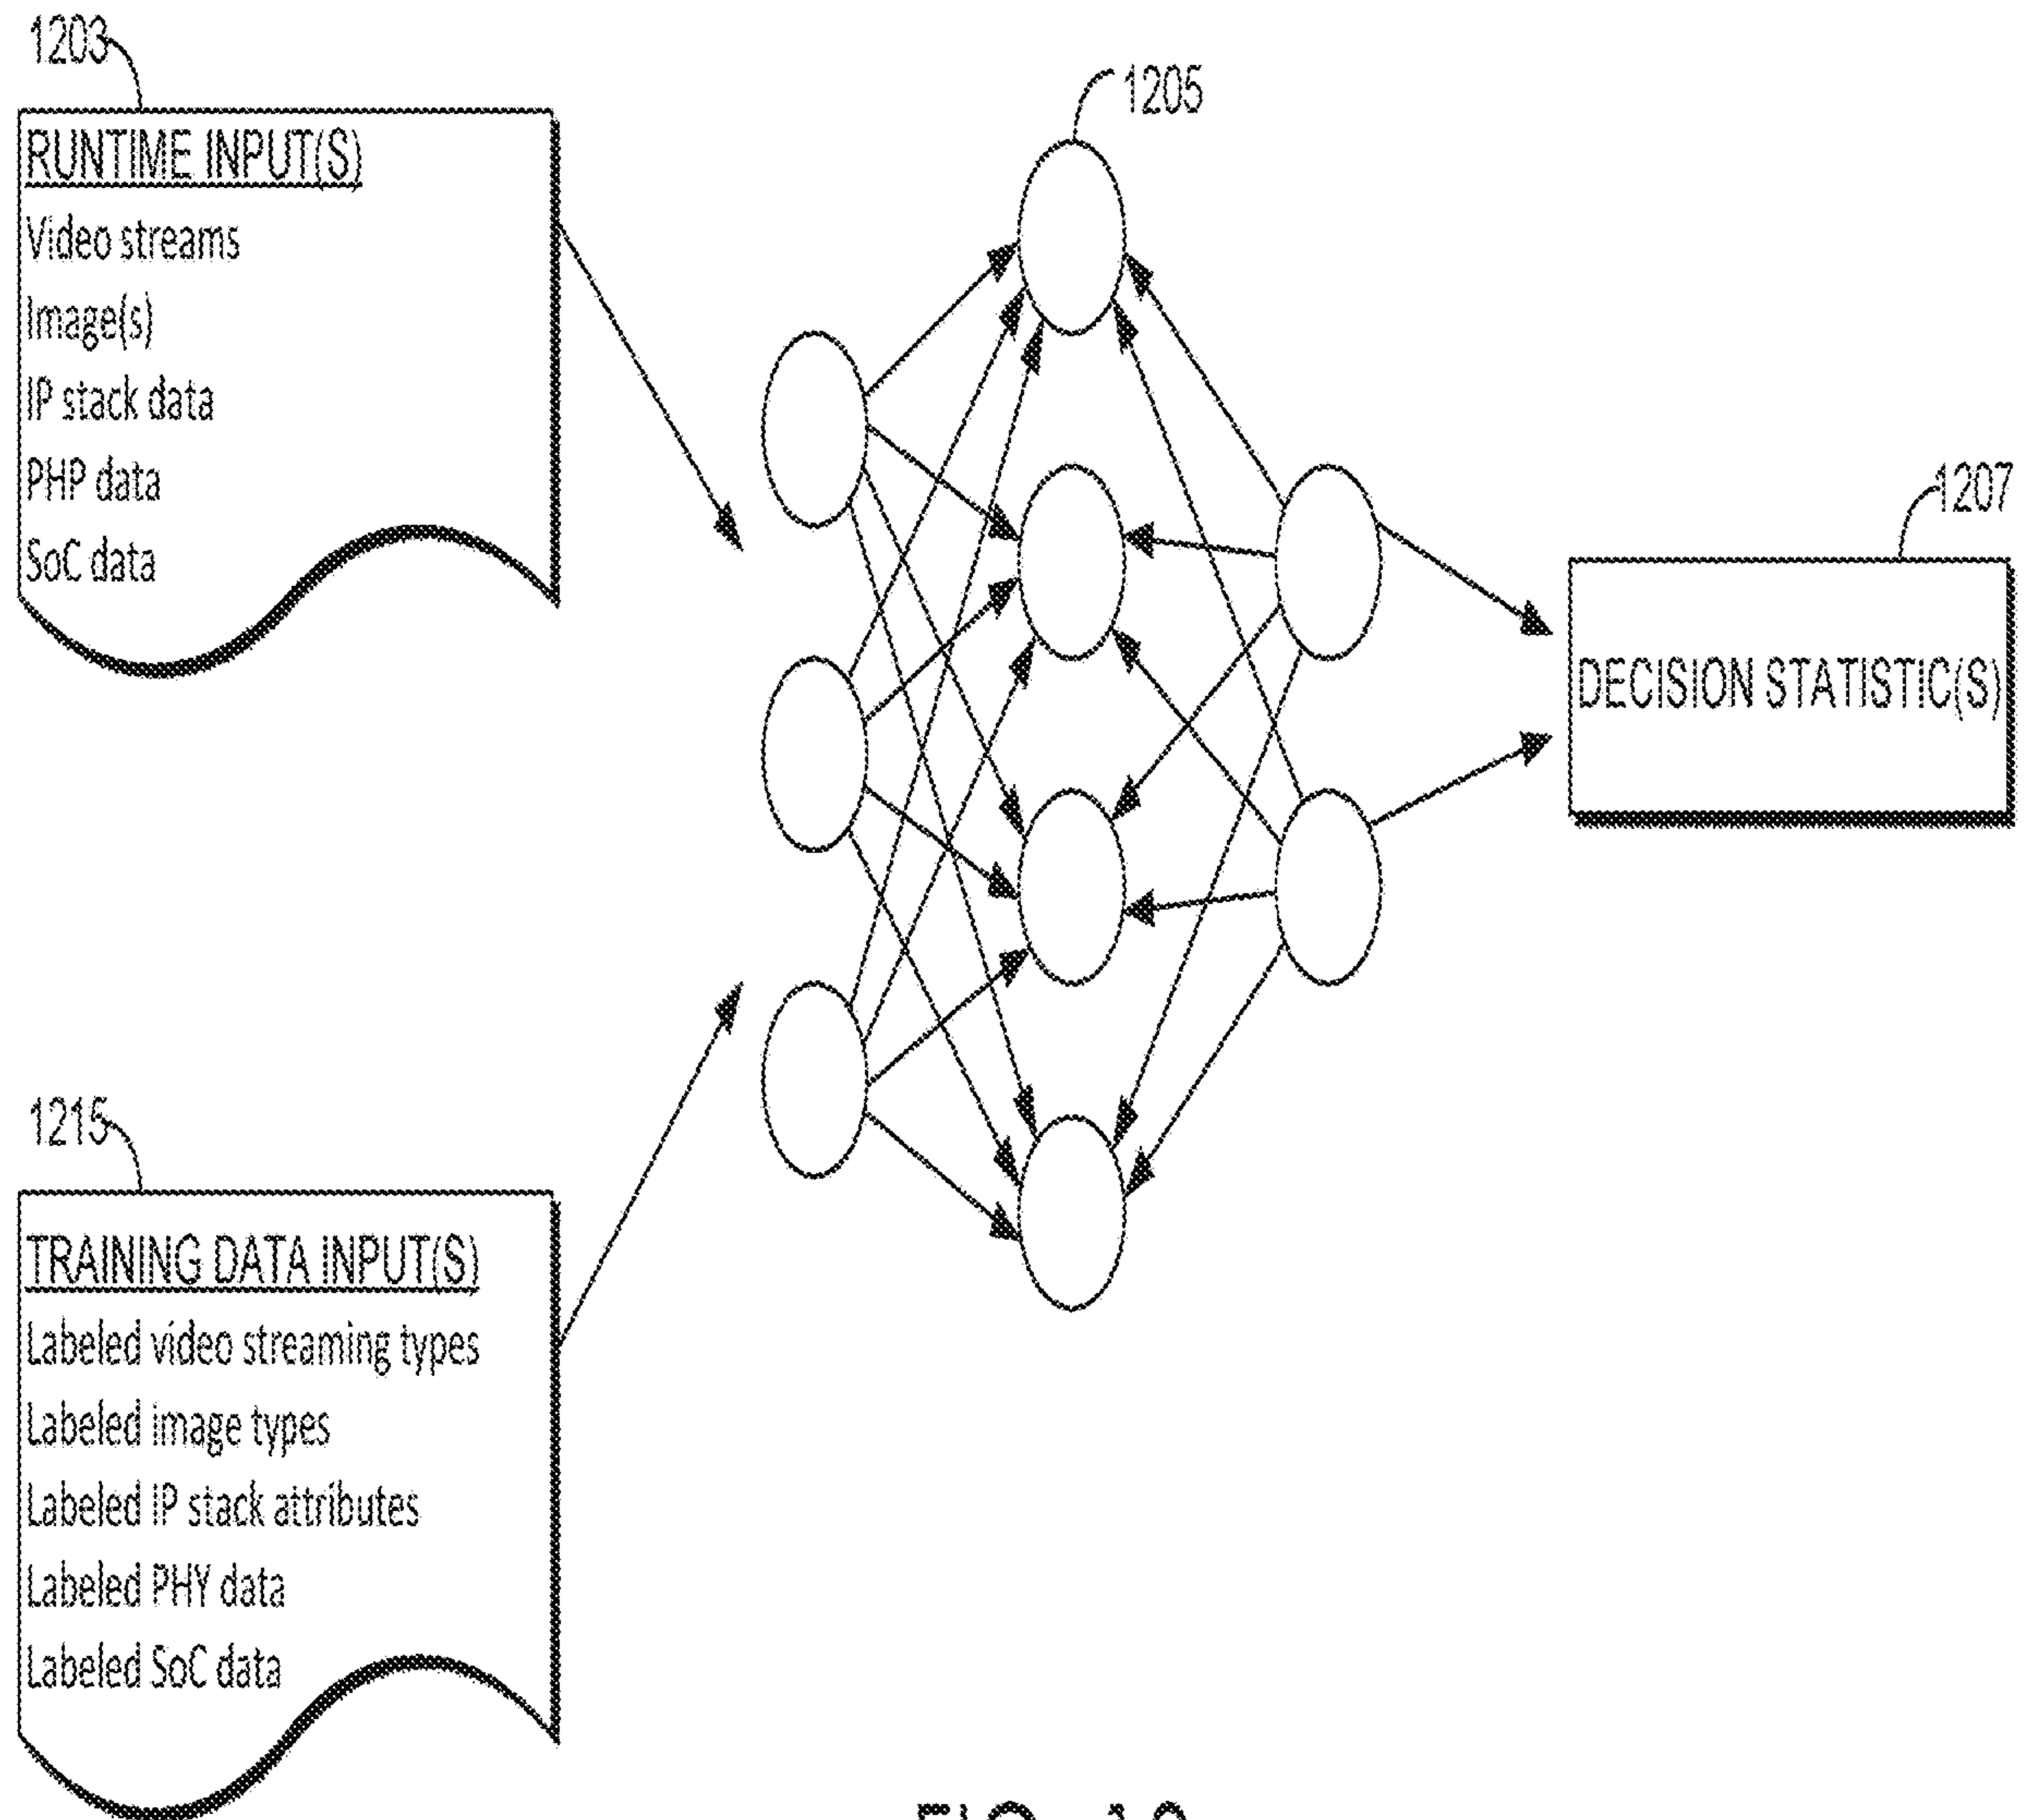 1203
RUNTIME INPUT(S)
Video streams
Image(s)
IP stack data
PHP data
SoC data
1205
1207
DECISION STATISTIC(S)
1215
TRAINING DATA INPUT(S)
Labeled video streaming types
Labeled image types
Labeled IP stack attributes
Labeled PHY data
Labeled SoC data